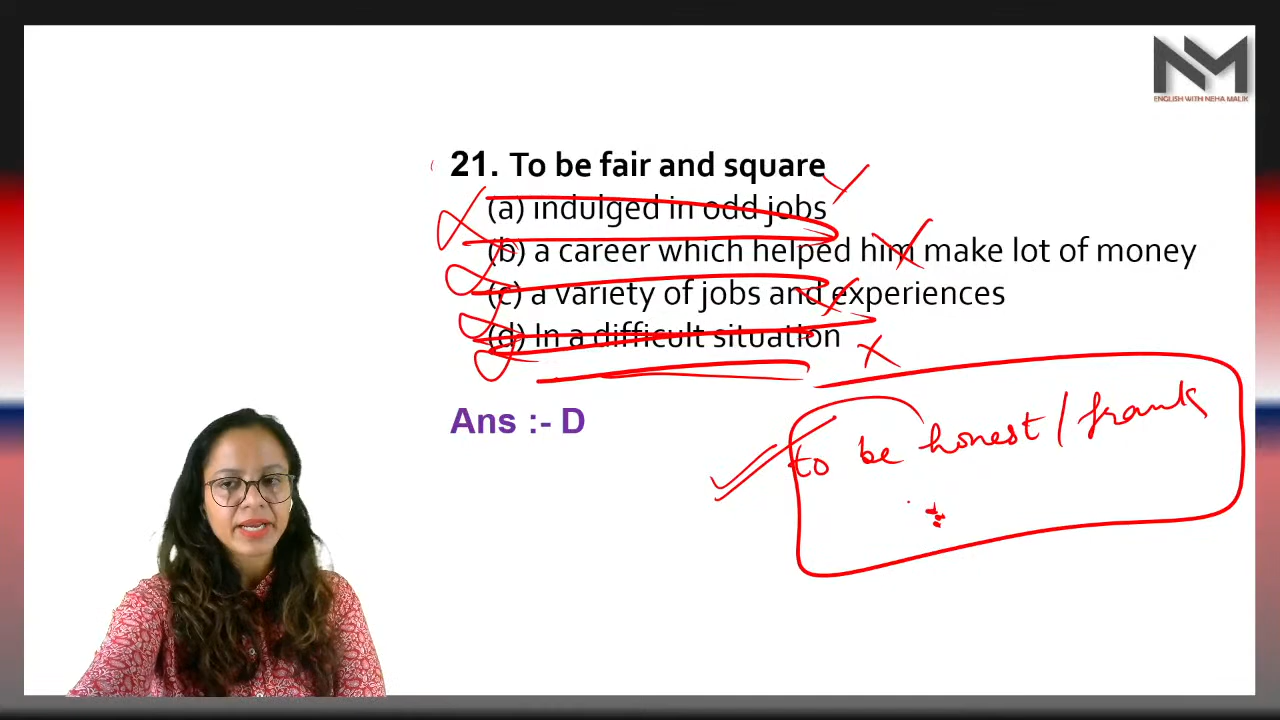 NM
ENGLISH WITH NEHA MALIK
21. To be fair and square
(a) indulged in odd jobs
(b) a career which helped him make lot of money
(c) a variety of jobs and experiences
(d) In a difficult situation
Ans :- D
to be honest / frank